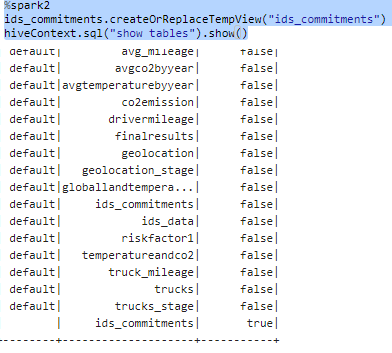 %spark2
ids_commitments.createOrReplaceTempView("ids_commitments")
hiveContext.sql("show tables").show()
default| avg_mileage| false|
default| avgco2byyear| false|
default|avgtemperaturebyyear| false|
default| co2emission| false|
default| drivermileage| false|
default| finalresults| false|
default| geolocation| false|
default| geolocation_stage| false|
default|globallandtempera...| false|
default| ids_commitments| false|
default| ids_data| false|
default| riskfactor1| false|
default| temperatureandco2| false|
default| truck_mileage| false|
default| trucks| false|
default| trucks_stage| false|
| ids_commitments| true|
--------+--------------------+-----------+